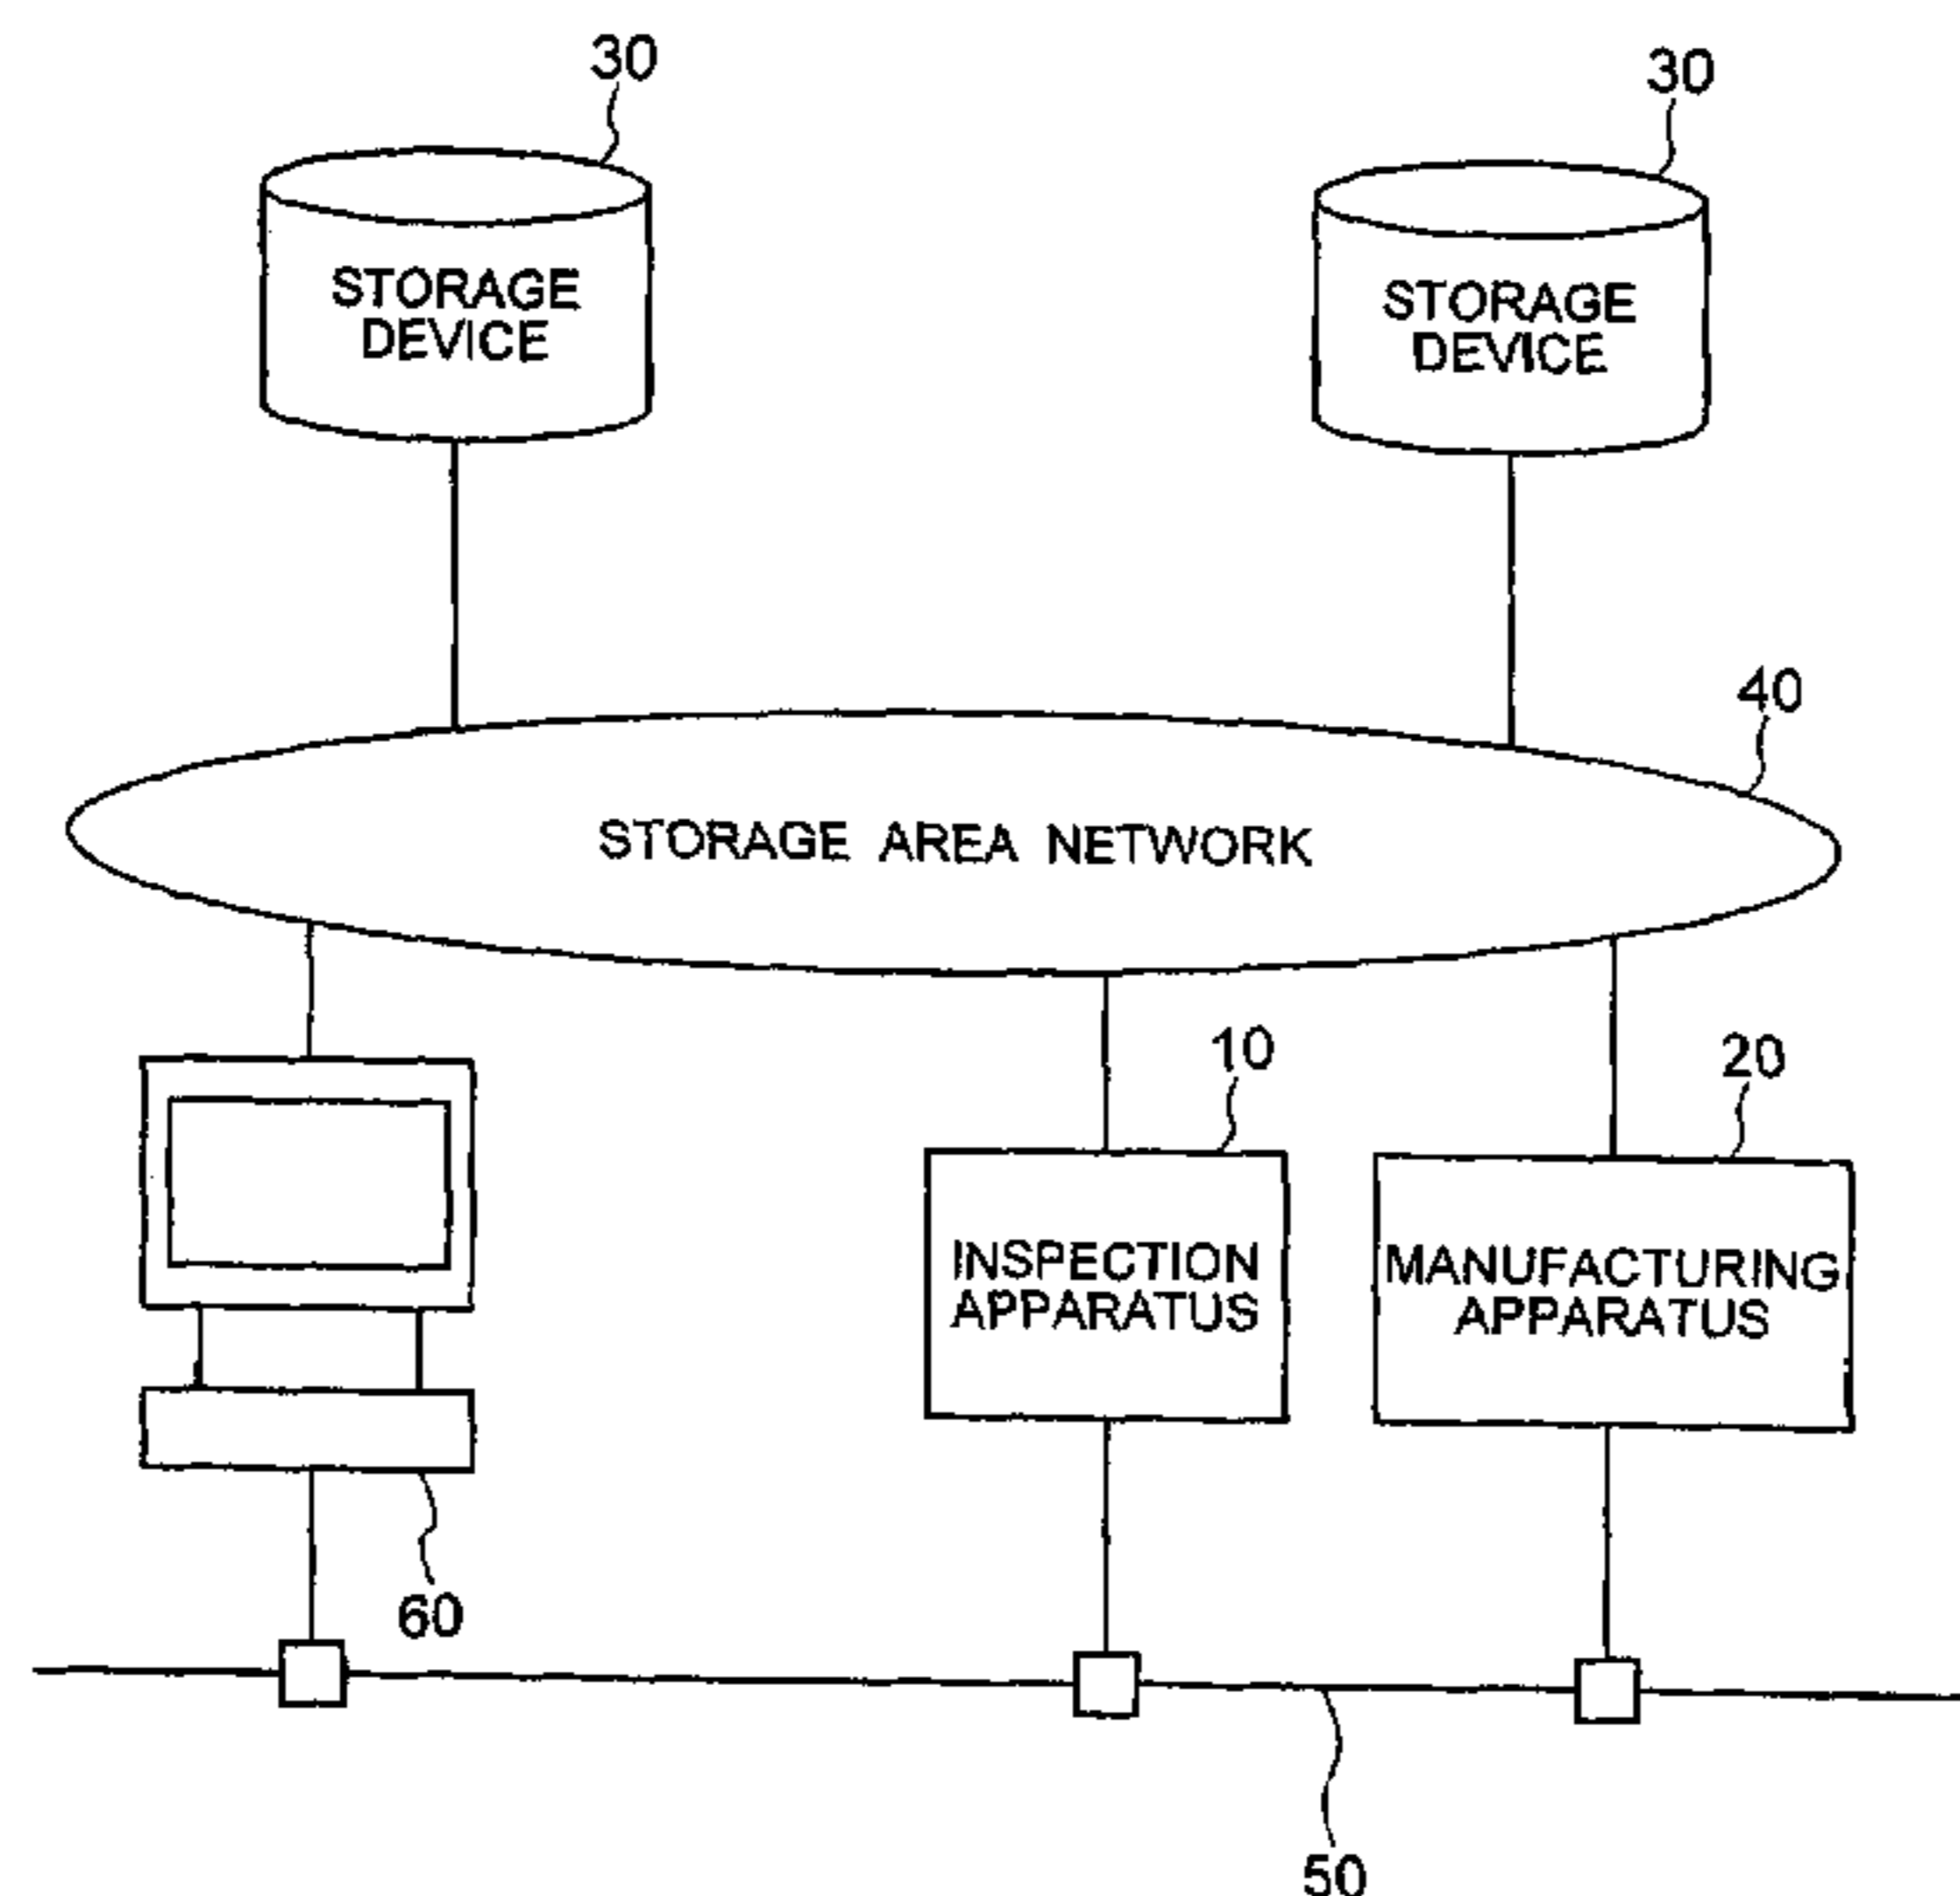 30
30
STORAGE
DEVICE
STORAGE
DEVICE
40
STORAGE AREA NETWORK
10
20
INSPECTION
APPARATUS
MANUFACTURING
APPARATUS
60
50